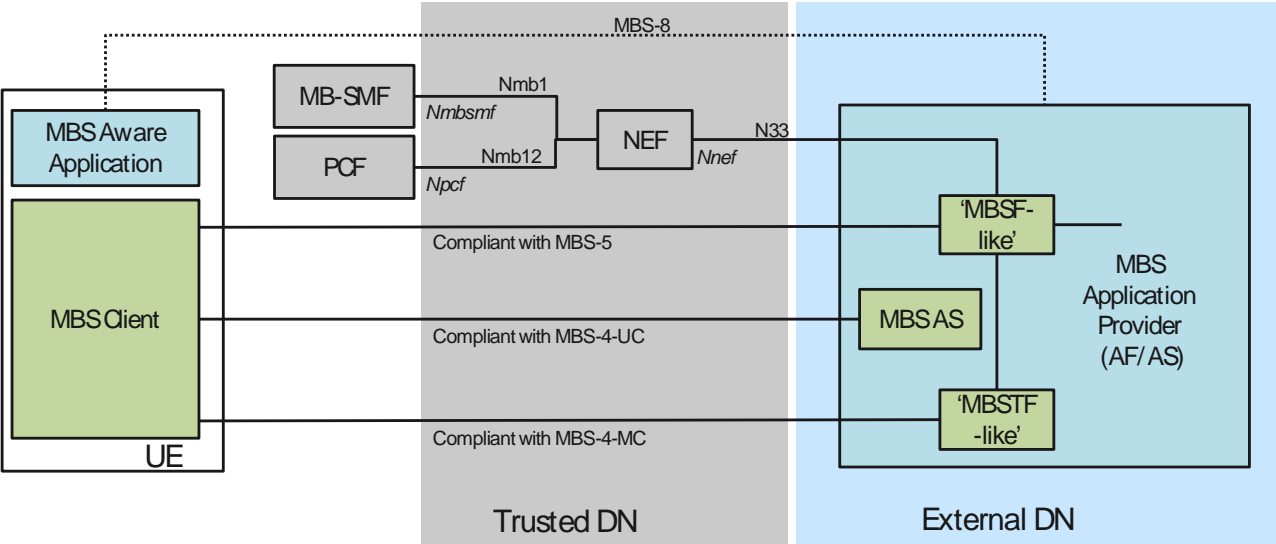 MBS-8
MBS Aware
Application
MB-SMF
Nmb1
Nmbsmf
PCF
Nmb12
Npcf
NEF
N33
Nnef
'MBSF-
like'
Compliant with MBS-5
MBS Client
MBS AS
Compliant with MBS-4-UC
MBS
Application
Provider
(AF/AS)
'MBSTF
-like'
Compliant with MBS-4-MC
UE
Trusted DN
External DN